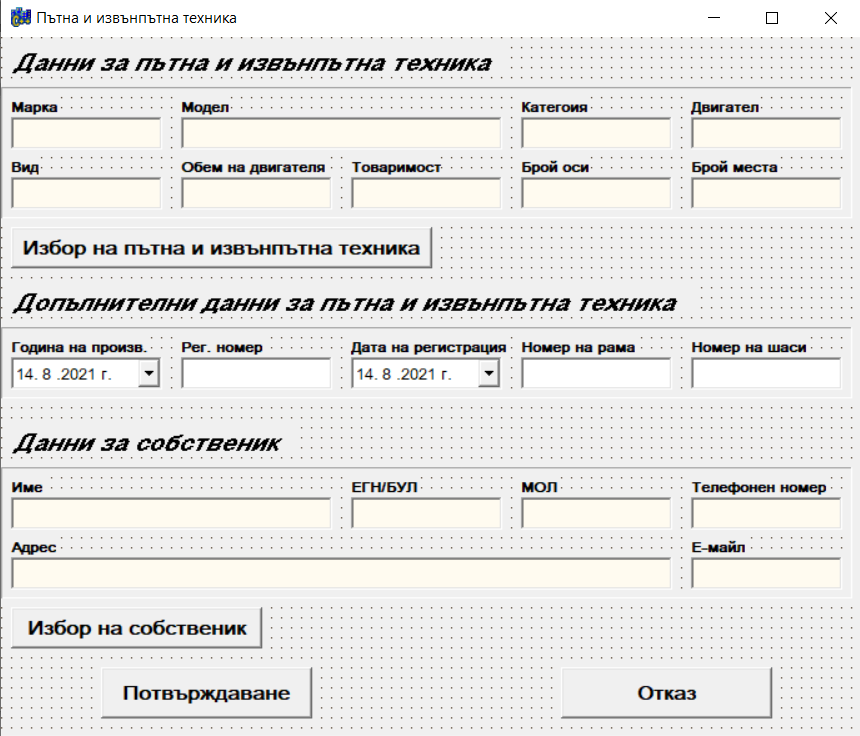 Пътна и извънпътна техника
Данни за пътна и извънпътна техника
Марка Модел Категоия Двигател
Вид Обем на двигателя Товаримост Брой оси Брой места
Избор на пътна и извънпътна техника
Допълнителни данни за пътна и извънпътна техника
Година на произв. Рег. номер Дата на регистрация Номер на рама Номер на шаси
14. 8 .2021 г. 14. 8 .2021 г.
Данни за собственик
Име ЕГН/БУЛ МОЛ Телефонен номер
Адрес Е-майл
Избор на собственик
Потвърждаване Отказ